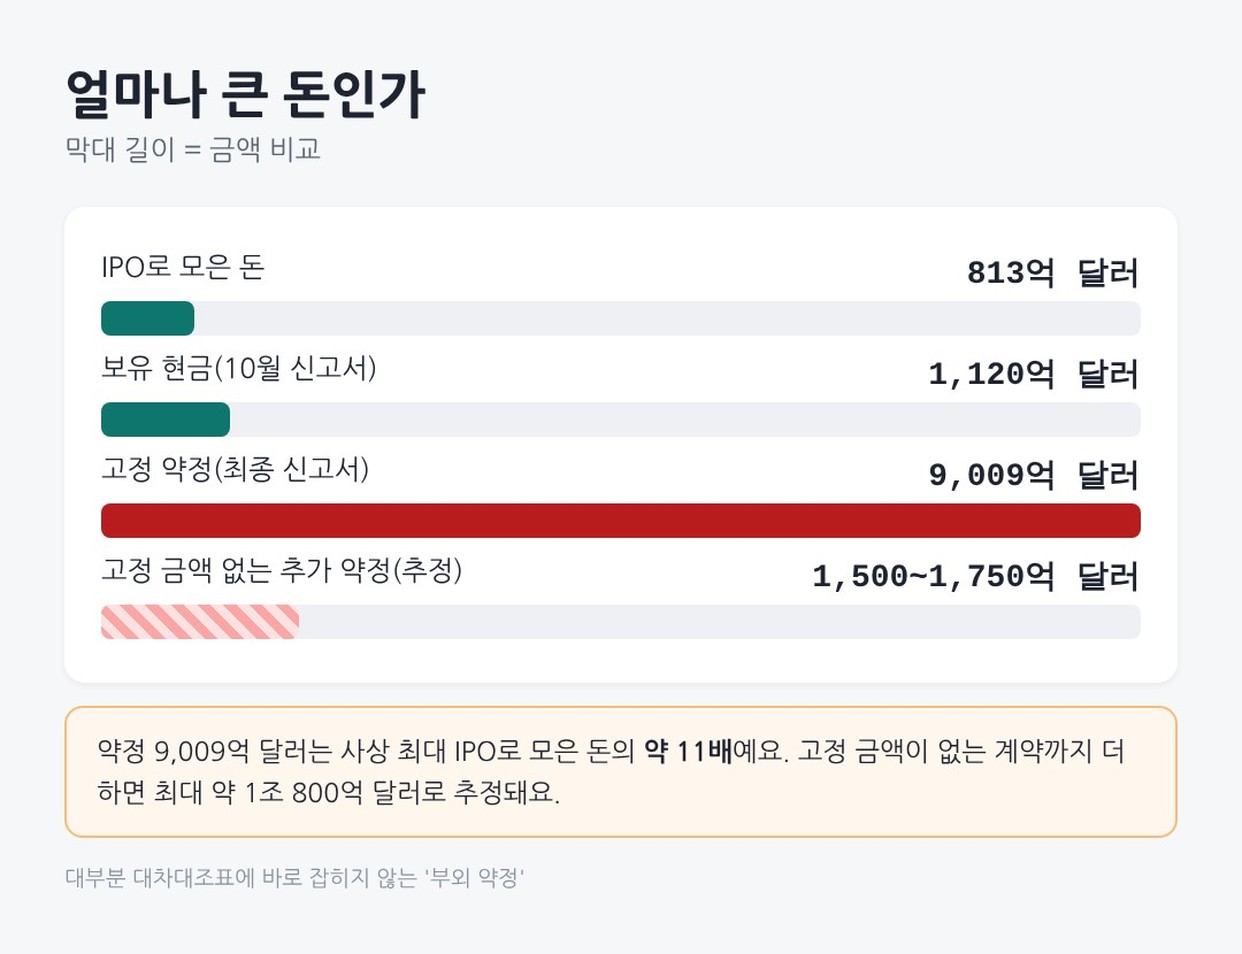 얼마나 큰 돈인가
막대 길이 = 금액 비교
IPO로 모은 돈
813억 달러
보유 현금(10월 신고서)
1,120억 달러
고정 약정(최종 신고서)
9,009억 달러
고정 금액 없는 추가 약정(추정)
1,500~1,750억 달러
약정 9,009억 달러는 사상 최대 IPO로 모은 돈의 약 11배예요. 고정 금액이 없는 계약까지 더
하면 최대 약 1조 800억 달러로 추정돼요.
대부분 대차대조표에 바로 잡히지 않는 '부외 약정'